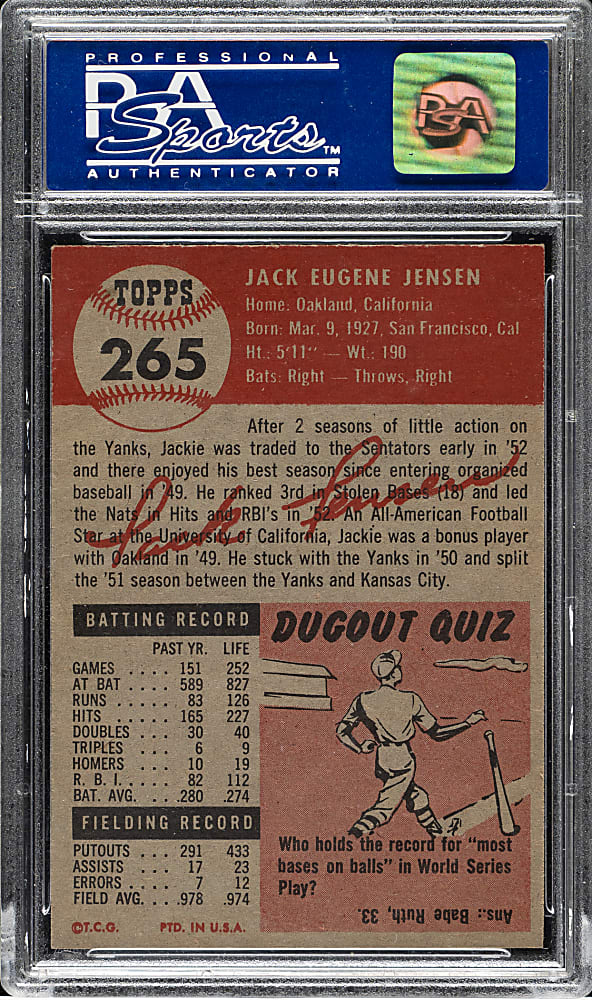 PROFESSIONAL
PSA
Sports™
AUTHENTICATOR
PSA
TOPPS
265
JACK EUGENE JENSEN
Home: Oakland, California
Born: Mar. 9, 1927, San Francisco, Cal
Ht.: 5'11" — Wt.: 190
Bats: Right — Throws, Right
After 2 seasons of little action on
the Yanks, Jackie was traded to the Sentators early in '52
and there enjoyed his best season since entering organized
baseball in '49. He ranked 3rd in Stolen Bases (18) and led
the Nats in Hits and RBI's in '52. An All-American Football
Star at the University of California, Jackie was a bonus player
with Oakland in '49. He stuck with the Yanks in '50 and split
the '51 season between the Yanks and Kansas City.
Jack Jensen
BATTING RECORD
PAST YR. LIFE
GAMES .... 151 252
AT BAT .... 589 827
RUNS ..... 83 126
HITS ...... 165 227
DOUBLES ... 30 40
TRIPLES .... 6 9
HOMERS .... 10 19
R. B. I. ..... 82 112
BAT. AVG. ... .280 .274
FIELDING RECORD
PUTOUTS ... 291 433
ASSISTS .... 17 23
ERRORS .... 7 12
FIELD AVG. ... .978 .974
©T.C.G. PTD. IN U.S.A.
DUGOUT QUIZ
Who holds the record for "most
bases on balls" in World Series
Play?
Ans.: Babe Ruth, 33.